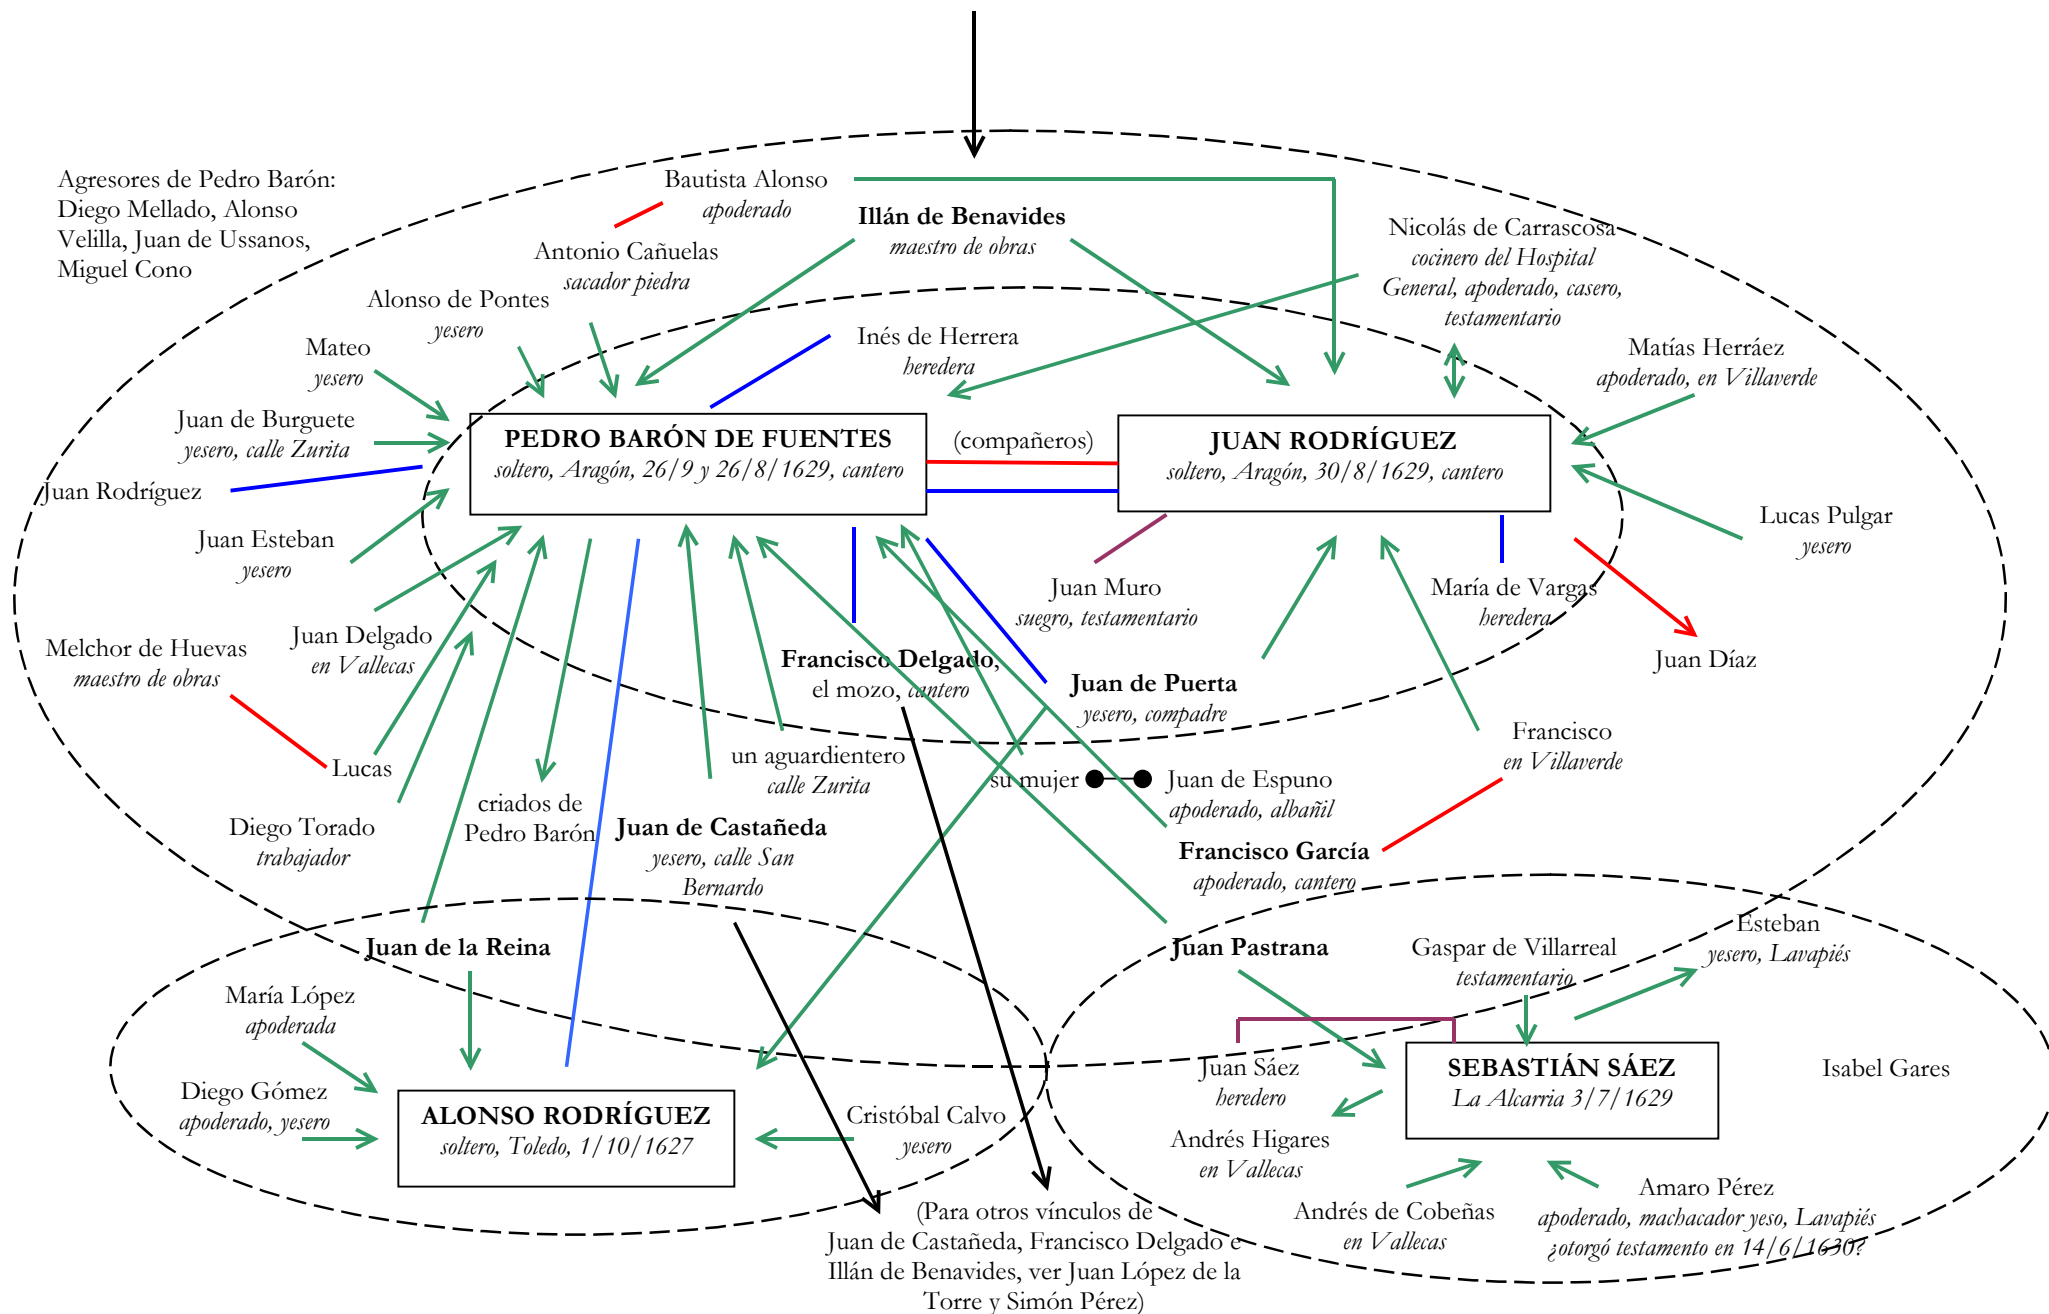 Agresores de Pedro Barón:
Diego Mellado, Alonso
Velilla, Juan de Ussanos,
Miguel Cono
Bautista Alonso
apoderado
Illán de Benavides
maestro de obras
Nicolás de Carrascosa
cocinero del Hospital
General, apoderado, casero,
testamentario
Antonio Cañuelas
sacador piedra
Alonso de Pontes
yesero
Inés de Herrera
heredera
Mateo
yesero
Matías Herráez
apoderado, en Villaverde
Juan de Burguete
yesero, calle Zurita
PEDRO BARÓN DE FUENTES
soltero, Aragón, 26/9 y 26/8/1629, cantero
(compañeros)
JUAN RODRÍGUEZ
soltero, Aragón, 30/8/1629, cantero
Juan Rodríguez
Lucas Pulgar
yesero
Juan Esteban
yesero
Juan Muro
suegro, testamentario
María de Vargas
heredera
Juan Delgado
en Vallecas
Melchor de Huevas
maestro de obras
Francisco Delgado,
el mozo, cantero
Juan de Puerta
yesero, compadre
Juan Díaz
Francisco
en Villaverde
Lucas
un aguardientero
calle Zurita
su mujer
Juan de Espuno
apoderado, albañil
criados de
Pedro Barón
Diego Torado
trabajador
Juan de Castañeda
yesero, calle San
Bernardo
Francisco García
apoderado, cantero
Juan de la Reina
Juan Pastrana
Gaspar de Villarreal
testamentario
Esteban
yesero, Lavapiés
María López
apoderada
Diego Gómez
apoderado, yesero
ALONSO RODRÍGUEZ
soltero, Toledo, 1/10/1627
Cristóbal Calvo
yesero
Juan Sáez
heredero
SEBASTIÁN SÁEZ
La Alcarria 3/7/1629
Isabel Gares
Andrés Higares
en Vallecas
Andrés de Cobeñas
en Vallecas
Amaro Pérez
apoderado, machacador yeso, Lavapiés
¿otorgó testamento en 14/6/1630?
(Para otros vínculos de
Juan de Castañeda, Francisco Delgado e
Illán de Benavides, ver Juan López de la
Torre y Simón Pérez)